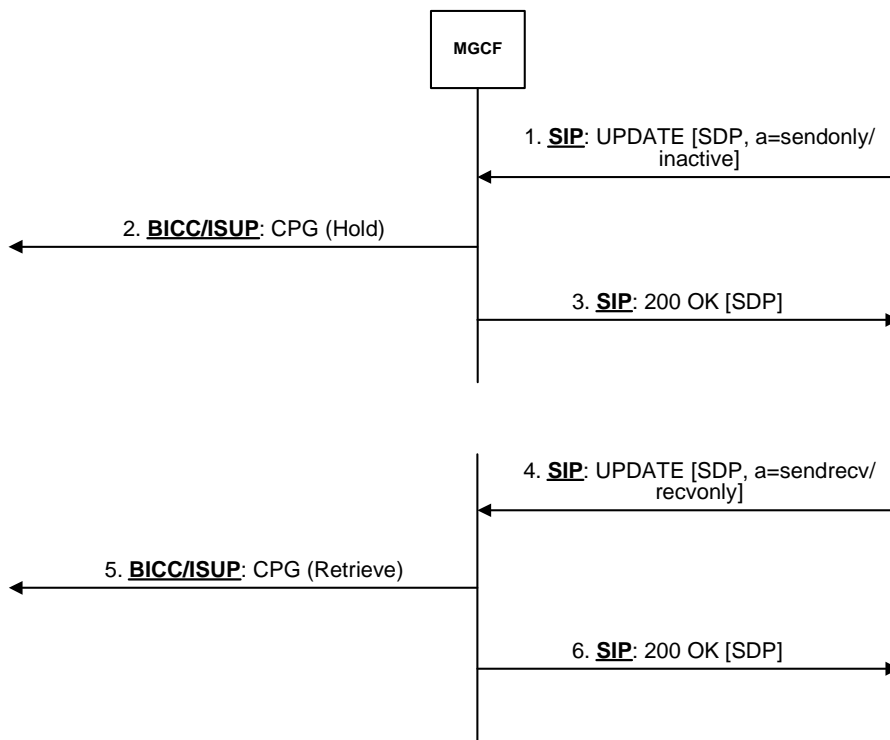 MGCF
1. SIP: UPDATE [SDP, a=sendonly/
inactive]
2. BICC/ISUP: CPG (Hold)
3. SIP: 200 OK [SDP]
4. SIP: UPDATE [SDP, a=sendrecv/
recvonly]
5. BICC/ISUP: CPG (Retrieve)
6. SIP: 200 OK [SDP]